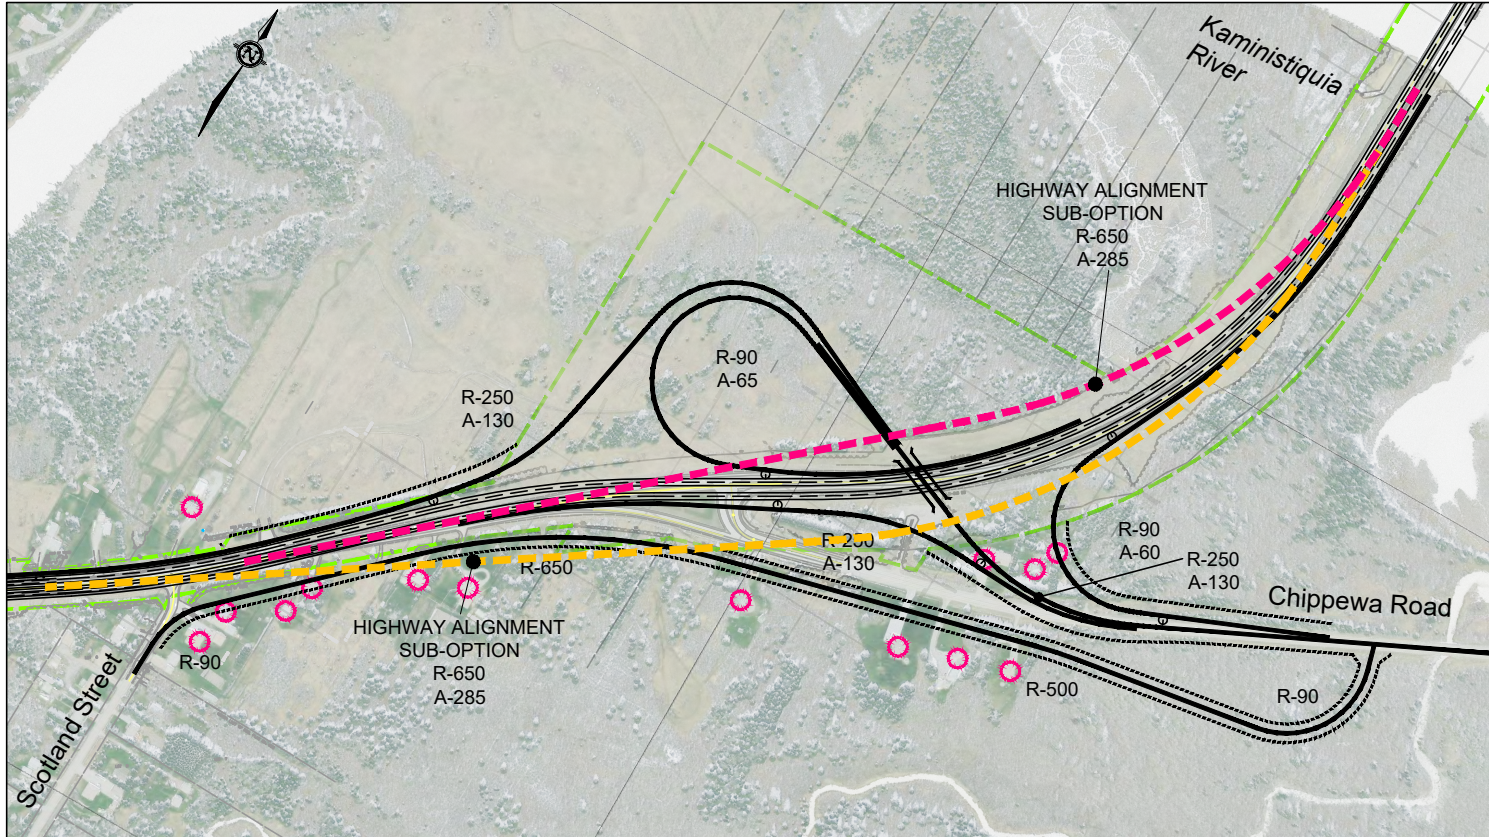 N
Kaministiquia
River
HIGHWAY ALIGNMENT
SUB-OPTION
R-650
A-285
R-90
A-65
R-250
A-130
R-90
A-60
R-250
A-130
R-250
A-130
R-650
Chippewa Road
HIGHWAY ALIGNMENT
SUB-OPTION
R-650
A-285
R-90
R-500
R-90
Scotland Street